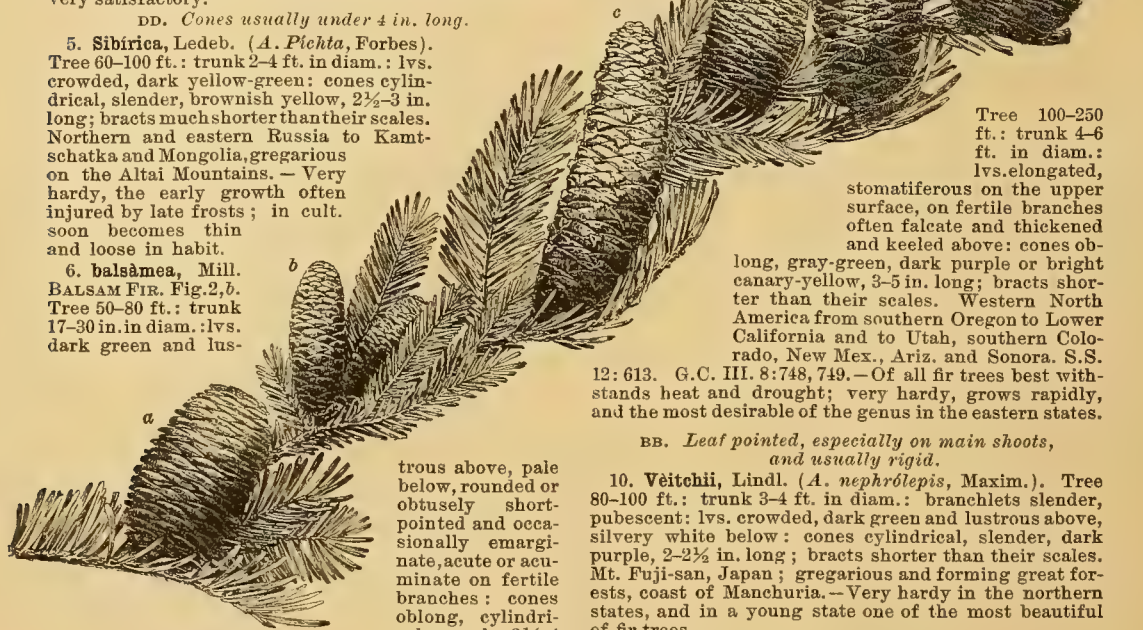 very satisfactory.
DD. Cones usually under 4 in. long.
5. Sibírica, Ledeb. (A. Píchta, Forbes).
Tree 60–100 ft.: trunk 2–4 ft. in diam.: lvs.
crowded, dark yellow-green: cones cylin-
drical, slender, brownish yellow, 2½–3 in.
long; bracts much shorter than their scales.
Northern and eastern Russia to Kamt-
schatka and Mongolia, gregarious
on the Altai Mountains. — Very
hardy, the early growth often
injured by late frosts; in cult.
soon becomes thin
and loose in habit.
6. balsàmea, Mill.
BALSAM FIR. Fig. 2, b.
Tree 50–80 ft.: trunk
17–30 in. in diam.: lvs.
dark green and lus-
trous above, pale
below, rounded or
obtusely short-
pointed and occa-
sionally emargi-
nate, acute or acu-
minate on fertile
branches: cones
oblong, cylindri-
a
b
c
Tree 100–250
ft.: trunk 4–6
ft. in diam.:
lvs. elongated,
stomatiferous on the upper
surface, on fertile branches
often falcate and thickened
and keeled above: cones ob-
long, gray-green, dark purple or bright
canary-yellow, 3–5 in. long; bracts shor-
ter than their scales. Western North
America from southern Oregon to Lower
California and to Utah, southern Colo-
rado, New Mex., Ariz. and Sonora. S.S.
12: 613. G.C. III. 8:748, 749.—Of all fir trees best with-
stands heat and drought; very hardy, grows rapidly,
and the most desirable of the genus in the eastern states.
BB. Leaf pointed, especially on main shoots,
and usually rigid.
10. Vèitchii, Lindl. (A. nephrólepis, Maxim.). Tree
80–100 ft.: trunk 3–4 ft. in diam.: branchlets slender,
pubescent: lvs. crowded, dark green and lustrous above,
silvery white below: cones cylindrical, slender, dark
purple, 2–2½ in. long; bracts shorter than their scales.
Mt. Fuji-san, Japan; gregarious and forming great for-
ests, coast of Manchuria.—Very hardy in the northern
states, and in a young state one of the most beautiful
of fir trees.